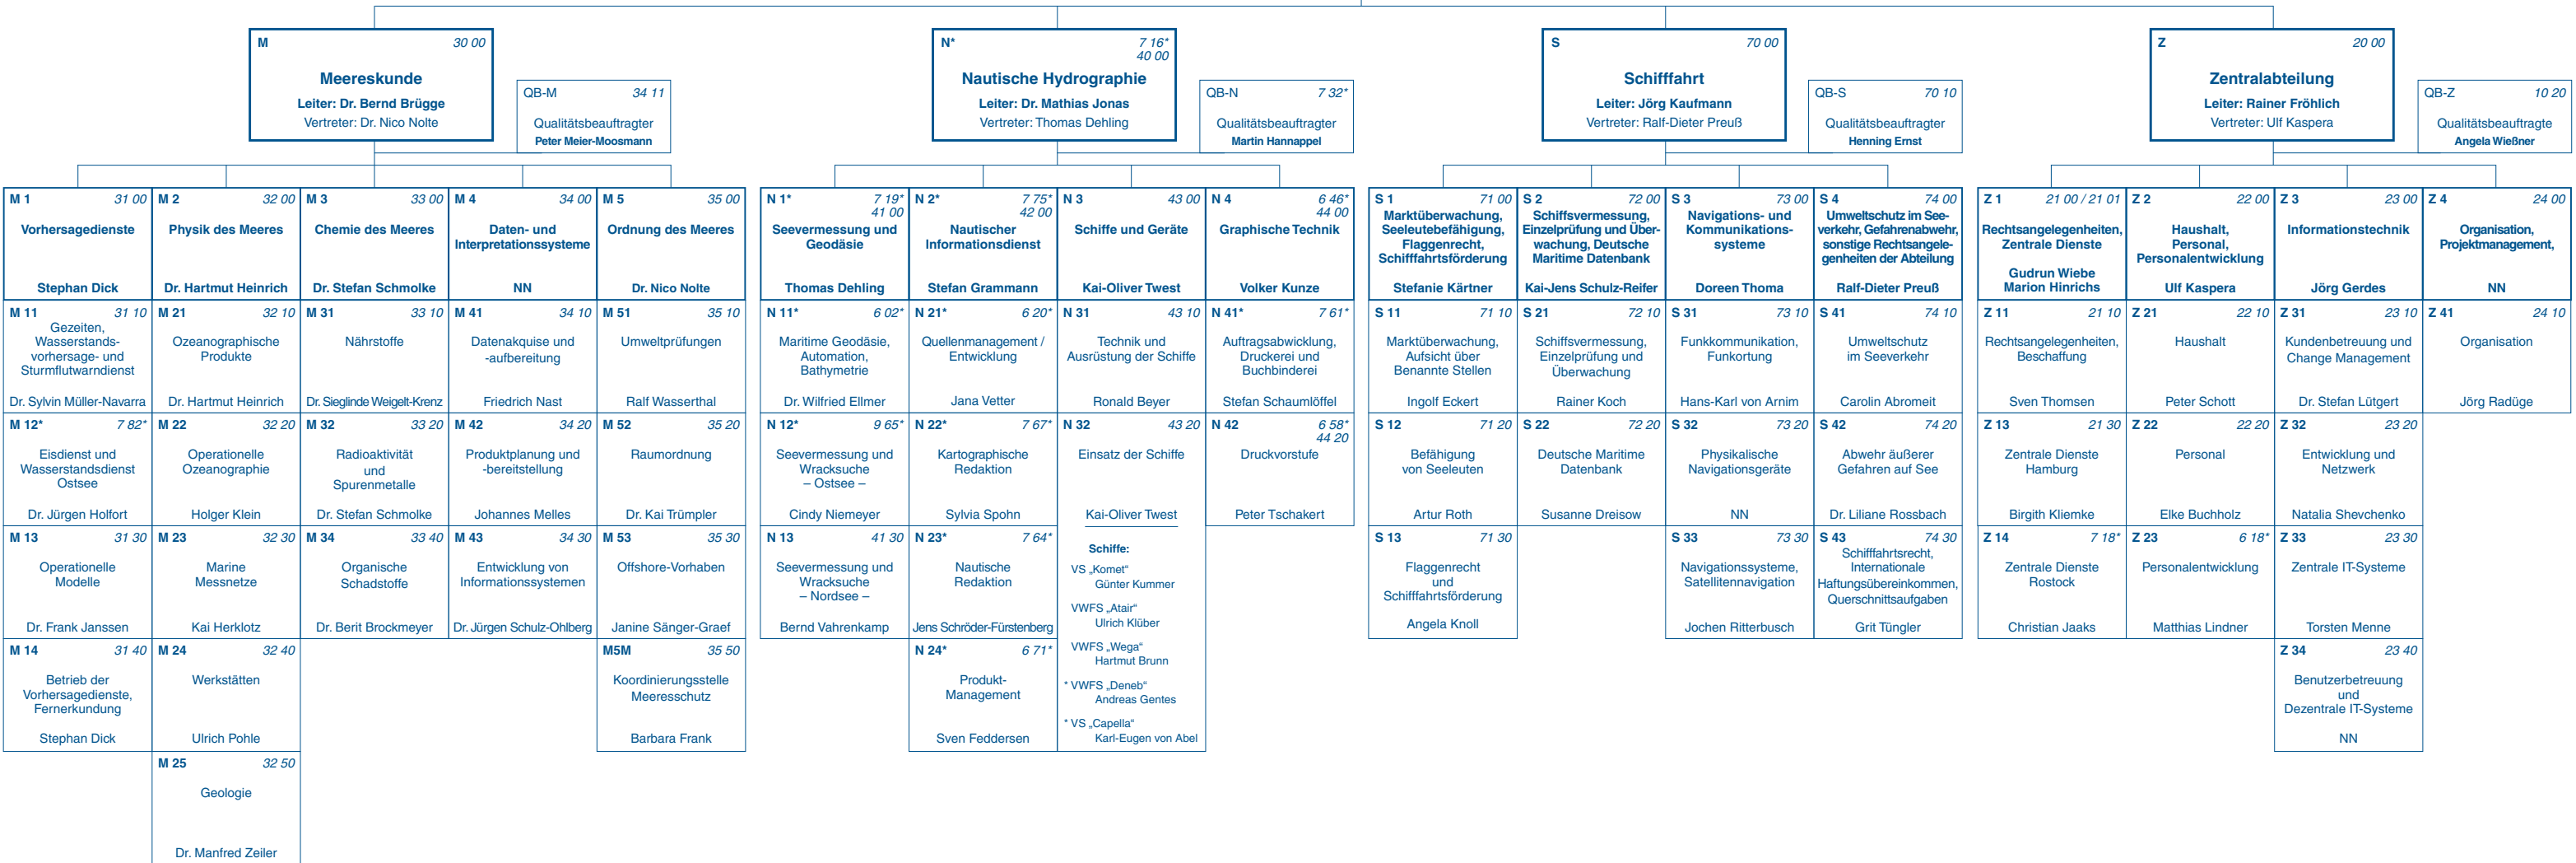 M 30 00
Meereskunde
Leiter: Dr. Bernd Brügge
Vertreter: Dr. Nico Nolte
QB-M 34 11
Qualitätsbeauftragter
Peter Meier-Moosmann
N* 7 16*
40 00
Nautische Hydrographie
Leiter: Dr. Mathias Jonas
Vertreter: Thomas Dehling
QB-N 7 32*
Qualitätsbeauftragter
Martin Hannappel
S 70 00
Schifffahrt
Leiter: Jörg Kaufmann
Vertreter: Ralf-Dieter Preuß
QB-S 70 10
Qualitätsbeauftragter
Henning Ernst
Z 20 00
Zentralabteilung
Leiter: Rainer Fröhlich
Vertreter: Ulf Kaspera
QB-Z 10 20
Qualitätsbeauftragte
Angela Wießner
M 1 31 00
Vorhersagedienste
Stephan Dick
M 11 31 10
Gezeiten,
Wasserstands-
vorhersage- und
Sturmflutwarndienst
Dr. Sylvin Müller-Navarra
M 12* 7 82*
Eisdienst und
Wasserstandsdienst
Ostsee
Dr. Jürgen Holfort
M 13 31 30
Operationelle
Modelle
Dr. Frank Janssen
M 14 31 40
Betrieb der
Vorhersagedienste,
Fernerkundung
Stephan Dick
M 2 32 00
Physik des Meeres
Dr. Hartmut Heinrich
M 21 32 10
Ozeanographische
Produkte
Dr. Hartmut Heinrich
M 22 32 20
Operationelle
Ozeanographie
Holger Klein
M 23 32 30
Marine
Messnetze
Kai Herklotz
M 24 32 40
Werkstätten
Ulrich Pohle
M 25 32 50
Geologie
Dr. Manfred Zeiler
M 3 33 00
Chemie des Meeres
Dr. Stefan Schmolke
M 31 33 10
Nährstoffe
Dr. Sieglinde Weigelt-Krenz
M 32 33 20
Radioaktivität
und
Spurenmetalle
Dr. Stefan Schmolke
M 34 33 40
Organische
Schadstoffe
Dr. Berit Brockmeyer
M 4 34 00
Daten- und
Interpretationssysteme
NN
M 41 34 10
Datenakquise und
-aufbereitung
Friedrich Nast
M 42 34 20
Produktplanung und
-bereitstellung
Johannes Melles
M 43 34 30
Entwicklung von
Informationssystemen
Dr. Jürgen Schulz-Ohlberg
M 5 35 00
Ordnung des Meeres
Dr. Nico Nolte
M 51 35 10
Umweltprüfungen
Ralf Wasserthal
M 52 35 20
Raumordnung
Dr. Kai Trümpler
M 53 35 30
Offshore-Vorhaben
Janine Sänger-Graef
M5M 35 50
Koordinierungsstelle
Meeresschutz
Barbara Frank
N 1* 7 19*
41 00
Seevermessung und
Geodäsie
Thomas Dehling
N 11* 6 02*
Maritime Geodäsie,
Automation,
Bathymetrie
Dr. Wilfried Ellmer
N 12* 9 65*
Seevermessung und
Wracksuche
– Ostsee –
Cindy Niemeyer
N 13 41 30
Seevermessung und
Wracksuche
– Nordsee –
Bernd Vahrenkamp
N 2* 7 75*
42 00
Nautischer
Informationsdienst
Stefan Grammann
N 21* 6 20*
Quellenmanagement /
Entwicklung
Jana Vetter
N 22* 7 67*
Kartographische
Redaktion
Sylvia Spohn
N 23* 7 64*
Nautische
Redaktion
Jens Schröder-Fürstenberg
N 24* 6 71*
Produkt-
Management
Sven Feddersen
N 3 43 00
Schiffe und Geräte
Kai-Oliver Twest
N 31 43 10
Technik und
Ausrüstung der Schiffe
Ronald Beyer
N 32 43 20
Einsatz der Schiffe
Kai-Oliver Twest
Schiffe:
VS „Komet“
Günter Kummer
VWFS „Atair“
Ulrich Klüber
VWFS „Wega“
Hartmut Brunn
* VWFS „Deneb“
Andreas Gentes
* VS „Capella“
Karl-Eugen von Abel
N 4 6 46*
44 00
Graphische Technik
Volker Kunze
N 41* 7 61*
Auftragsabwicklung,
Druckerei und
Buchbinderei
Stefan Schaumlöffel
N 42 6 58*
44 20
Druckvorstufe
Peter Tschakert
S 1 71 00
Marktüberwachung,
Seeleutebefähigung,
Flaggenrecht,
Schifffahrtsförderung
Stefanie Kärtner
S 11 71 10
Marktüberwachung,
Aufsicht über
Benannte Stellen
Ingolf Eckert
S 12 71 20
Befähigung
von Seeleuten
Artur Roth
S 13 71 30
Flaggenrecht
und
Schifffahrtsförderung
Angela Knoll
S 2 72 00
Schiffsvermessung,
Einzelprüfung und Über-
wachung, Deutsche
Maritime Datenbank
Kai-Jens Schulz-Reifer
S 21 72 10
Schiffsvermessung,
Einzelprüfung und
Überwachung
Rainer Koch
S 22 72 20
Deutsche Maritime
Datenbank
Susanne Dreisow
S 3 73 00
Navigations- und
Kommunikations-
systeme
Doreen Thoma
S 31 73 10
Funkkommunikation,
Funkortung
Hans-Karl von Arnim
S 32 73 20
Physikalische
Navigationsgeräte
NN
S 33 73 30
Navigationssysteme,
Satellitennavigation
Jochen Ritterbusch
S 4 74 00
Umweltschutz im See-
verkehr, Gefahrenabwehr,
sonstige Rechtsangele-
genheiten der Abteilung
Ralf-Dieter Preuß
S 41 74 10
Umweltschutz
im Seeverkehr
Carolin Abromeit
S 42 74 20
Abwehr äußerer
Gefahren auf See
Dr. Liliane Rossbach
S 43 74 30
Schifffahrtsrecht,
Internationale
Haftungsübereinkommen,
Querschnittsaufgaben
Grit Tüngler
Z 1 21 00 / 21 01
Rechtsangelegenheiten,
Zentrale Dienste
Gudrun Wiebe
Marion Hinrichs
Z 11 21 10
Rechtsangelegenheiten,
Beschaffung
Sven Thomsen
Z 13 21 30
Zentrale Dienste
Hamburg
Birgith Kliemke
Z 14 7 18*
Zentrale Dienste
Rostock
Christian Jaaks
Z 2 22 00
Haushalt,
Personal,
Personalentwicklung
Ulf Kaspera
Z 21 22 10
Haushalt
Peter Schott
Z 22 22 20
Personal
Elke Buchholz
Z 23 6 18*
Personalentwicklung
Matthias Lindner
Z 3 23 00
Informationstechnik
Jörg Gerdes
Z 31 23 10
Kundenbetreuung und
Change Management
Dr. Stefan Lütgert
Z 32 23 20
Entwicklung und
Netzwerk
Natalia Shevchenko
Z 33 23 30
Zentrale IT-Systeme
Torsten Menne
Z 34 23 40
Benutzerbetreuung
und
Dezentrale IT-Systeme
NN
Z 4 24 00
Organisation,
Projektmanagement,
NN
Z 41 24 10
Organisation
Jörg Radüge